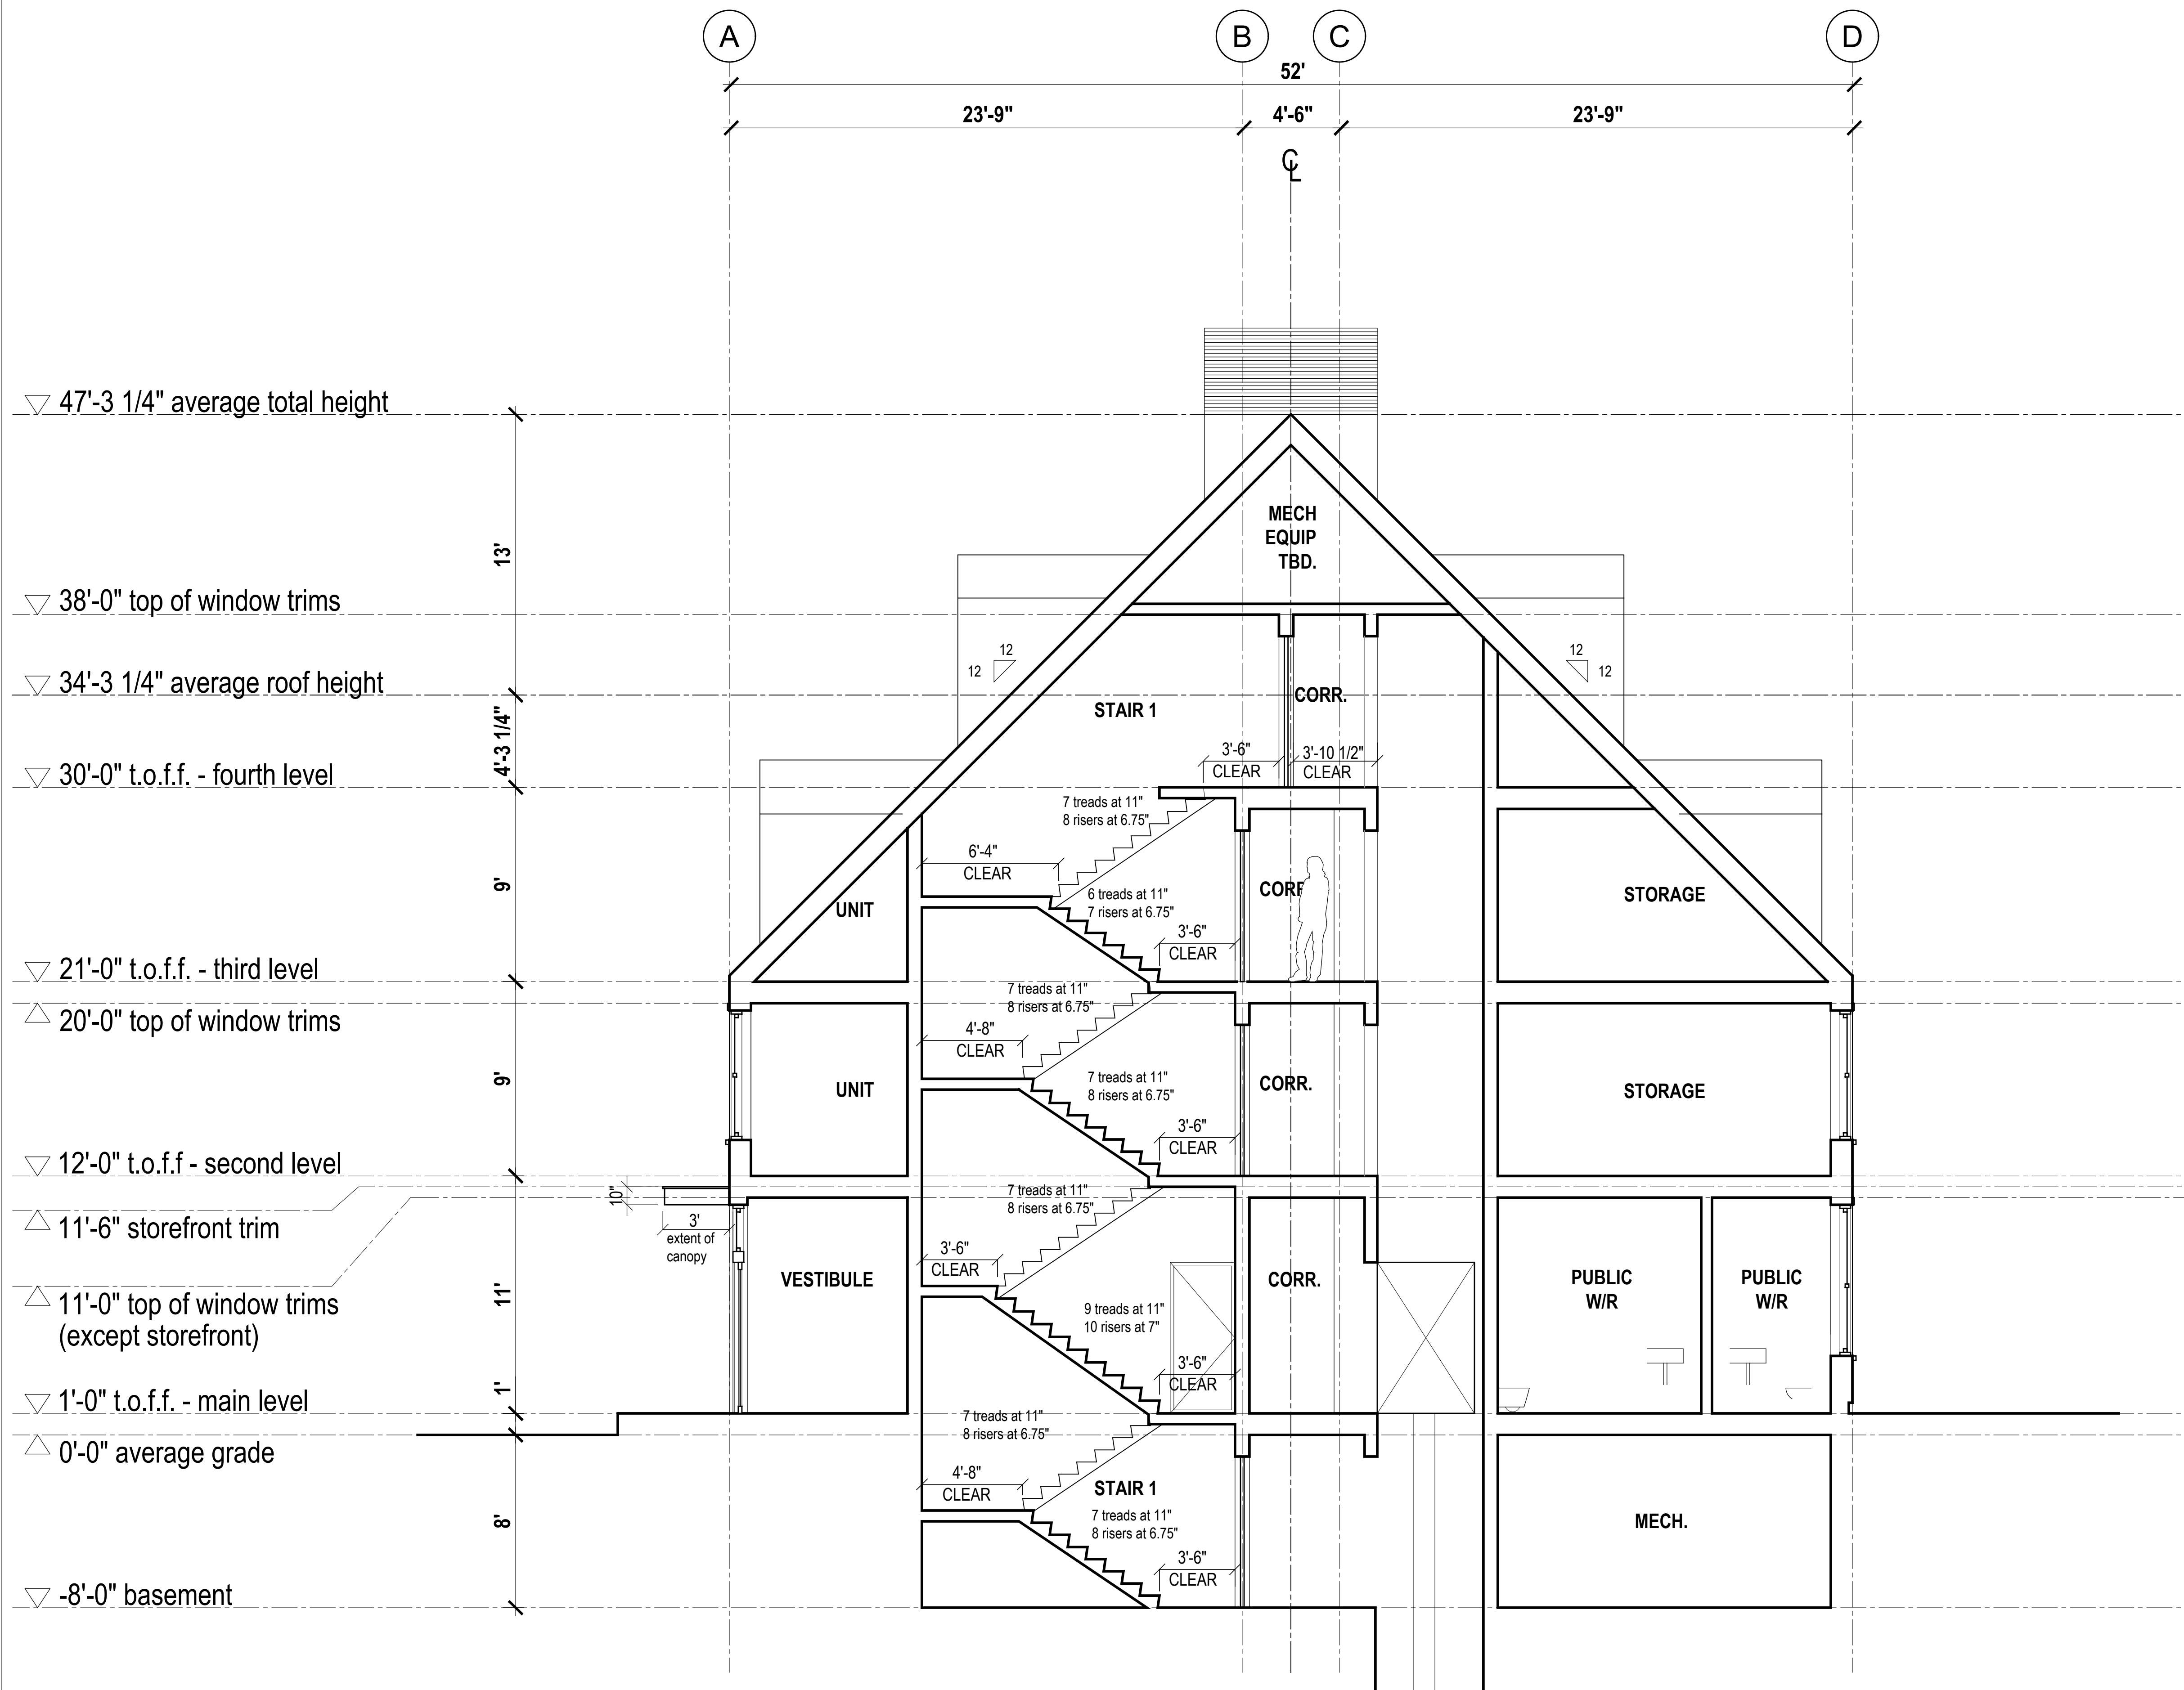 A
B
C
D
52'
23'-9"
4'-6"
23'-9"
CL
47'-3 1/4" average total height
13'
MECH
EQUIP
TBD.
38'-0" top of window trims
12
12
12
12
34'-3 1/4" average roof height
STAIR 1
CORR.
4'-3 1/4"
3'-6"
CLEAR
3'-10 1/2"
CLEAR
30'-0" t.o.f.f. - fourth level
7 treads at 11"
8 risers at 6.75"
6'-4"
CLEAR
9'
UNIT
6 treads at 11"
7 risers at 6.75"
CORR
STORAGE
3'-6"
CLEAR
21'-0" t.o.f.f. - third level
7 treads at 11"
8 risers at 6.75"
20'-0" top of window trims
4'-8"
CLEAR
9'
UNIT
7 treads at 11"
8 risers at 6.75"
CORR.
STORAGE
3'-6"
CLEAR
12'-0" t.o.f.f - second level
10"
7 treads at 11"
8 risers at 6.75"
11'-6" storefront trim
3'
extent of
canopy
3'-6"
CLEAR
VESTIBULE
CORR.
PUBLIC
W/R
PUBLIC
W/R
11'
11'-0" top of window trims
(except storefront)
9 treads at 11"
10 risers at 7"
3'-6"
CLEAR
1'
1'-0" t.o.f.f. - main level
7 treads at 11"
8 risers at 6.75"
0'-0" average grade
4'-8"
CLEAR
STAIR 1
7 treads at 11"
8 risers at 6.75"
8'
MECH.
3'-6"
CLEAR
-8'-0" basement